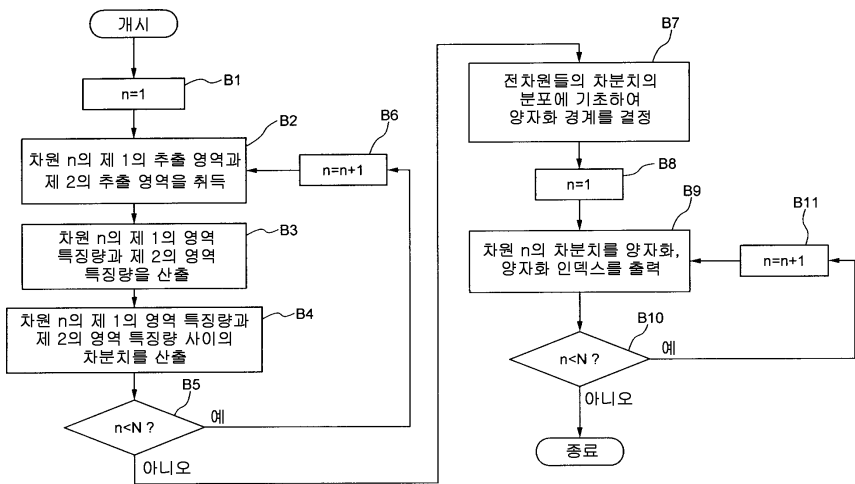 개시
B1
n=1
B2
차원 n의 제 1의 추출 영역과
제 2의 추출 영역을 취득
B6
n=n+1
B3
차원 n의 제 1의 영역
특징량과 제 2의 영역
특징량을 산출
B4
차원 n의 제 1의 영역 특징량과
제 2의 영역 특징량 사이의
차분치를 산출
B5
n<N ?
예
아니오
B7
전차원들의 차분치의
분포에 기초하여
양자화 경계를 결정
B8
n=1
B9
차원 n의 차분치를 양자화,
양자화 인덱스를 출력
B11
n=n+1
B10
n<N ?
예
아니오
종료